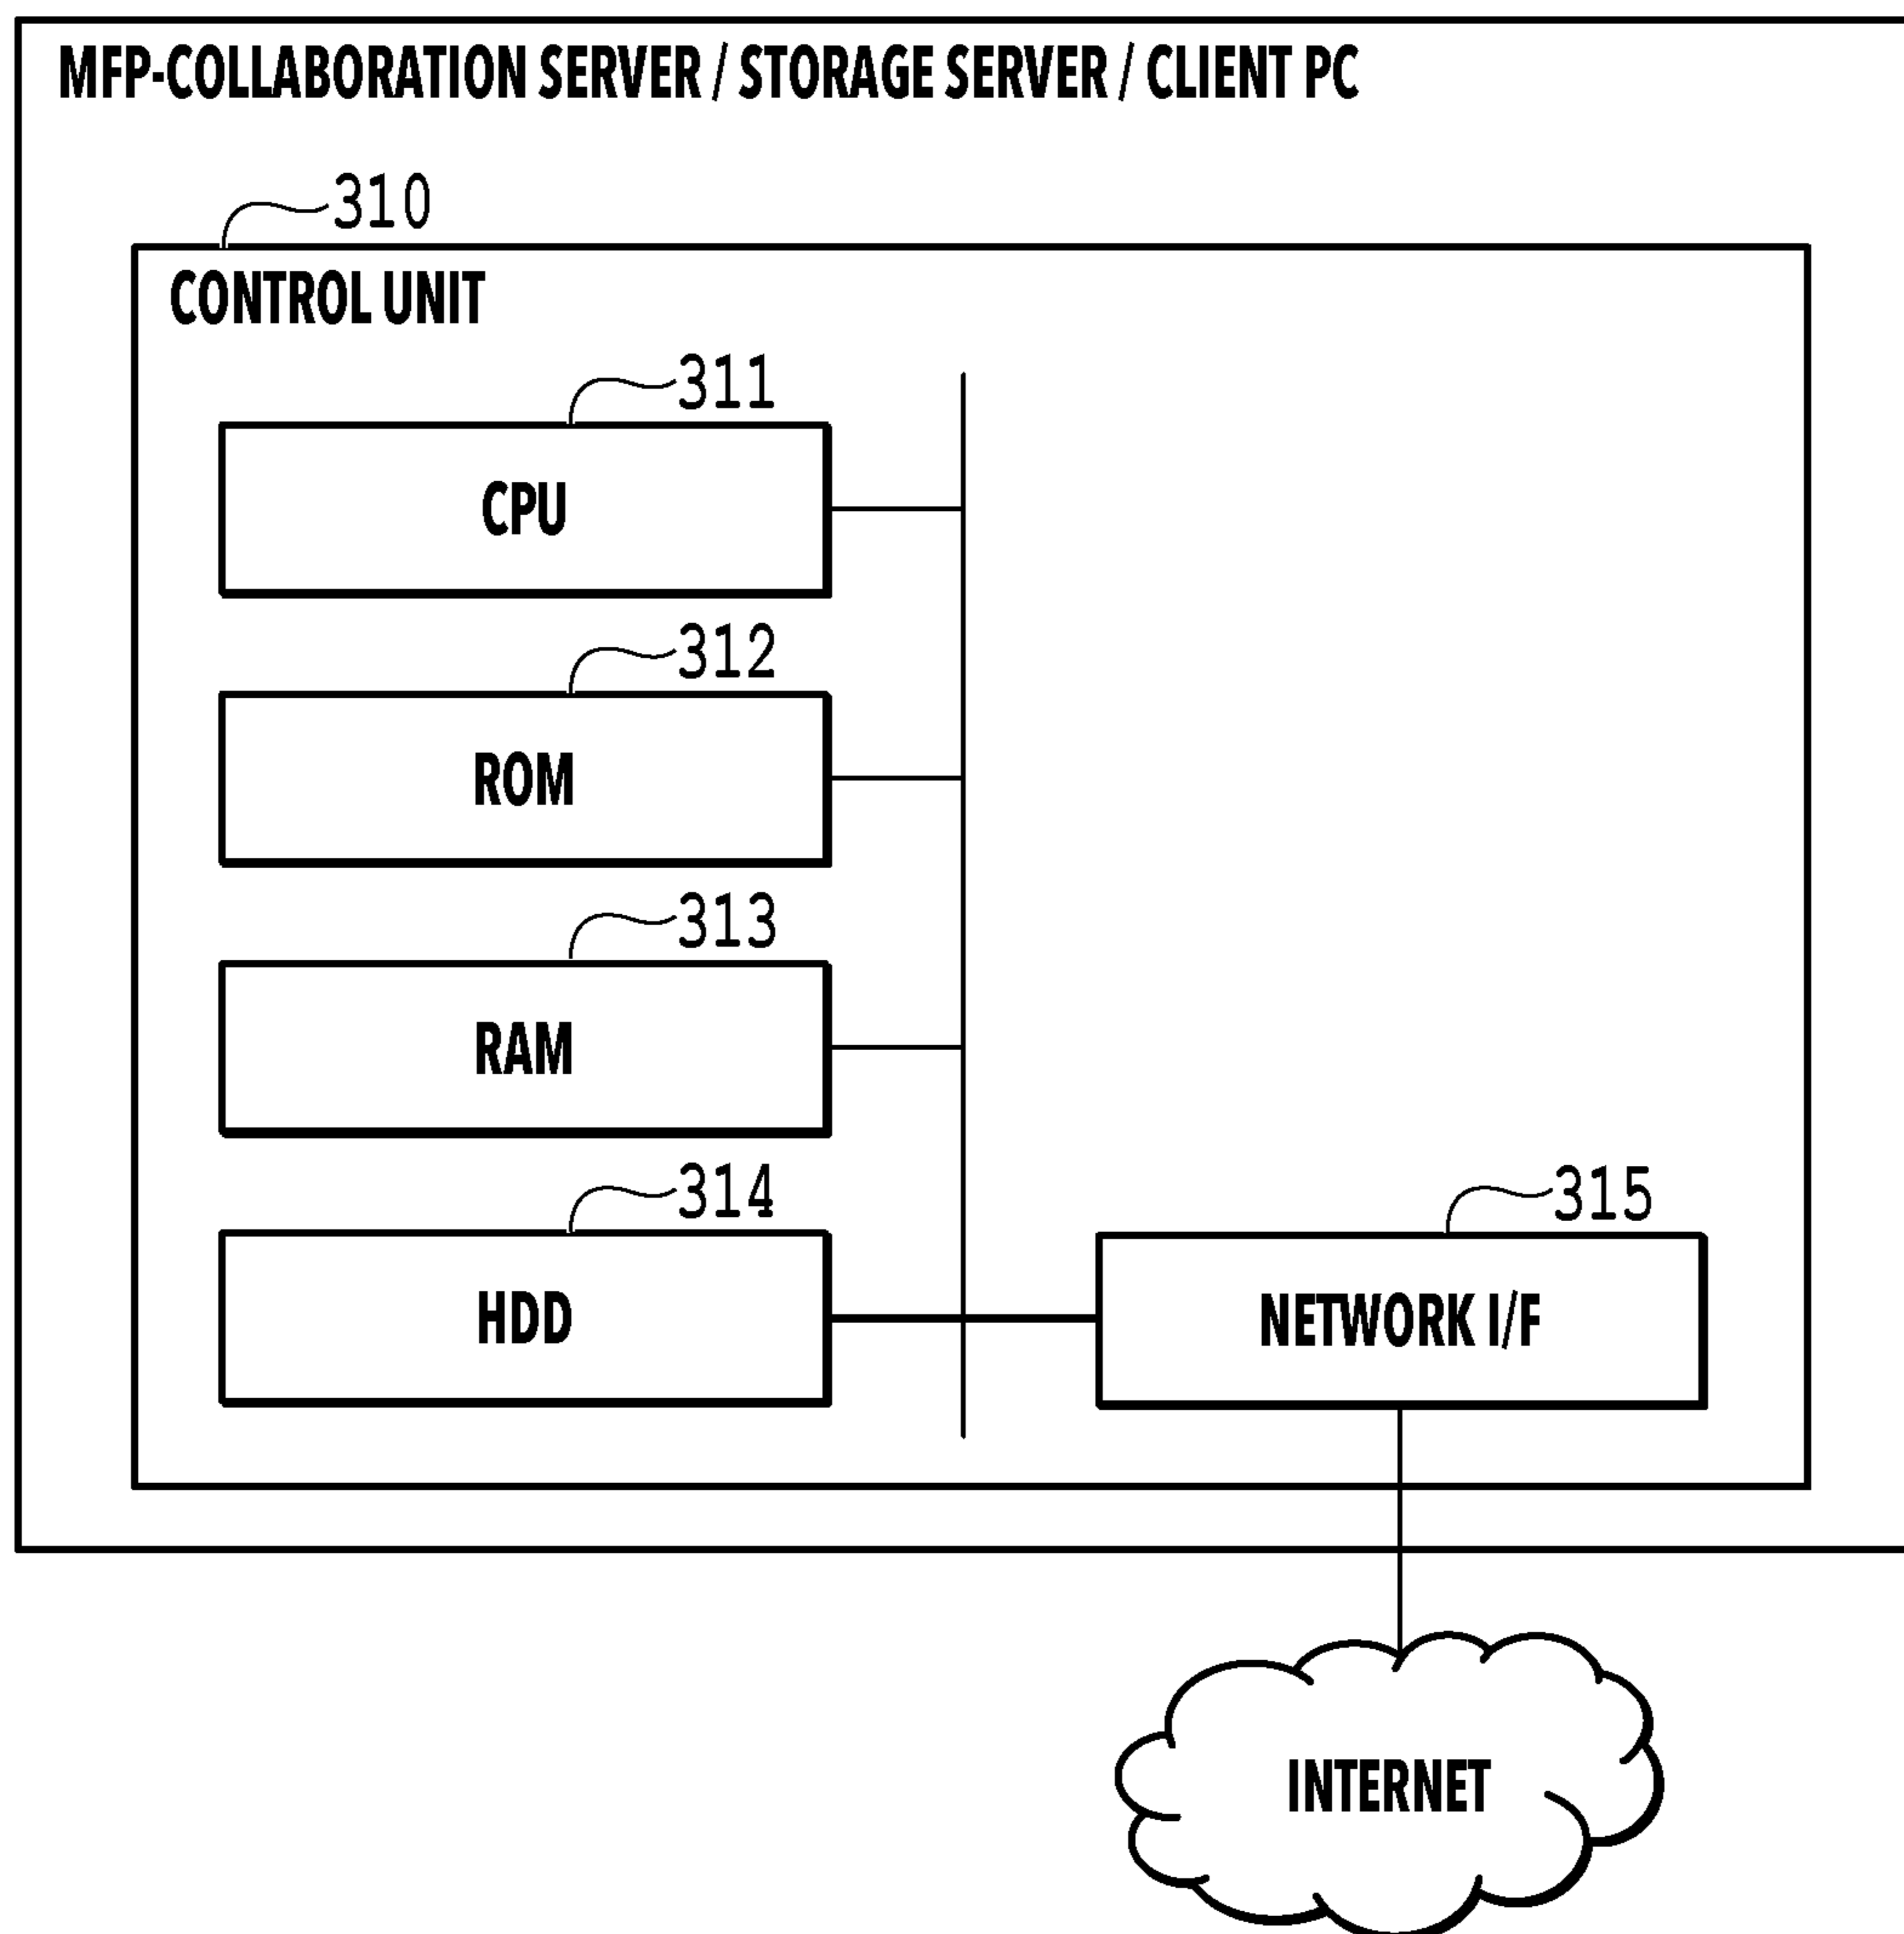 MFP-COLLABORATION SERVER / STORAGE SERVER / CLIENT PC
310
CONTROL UNIT
311
CPU
312
ROM
313
RAM
314
HDD
315
NETWORK I/F
INTERNET